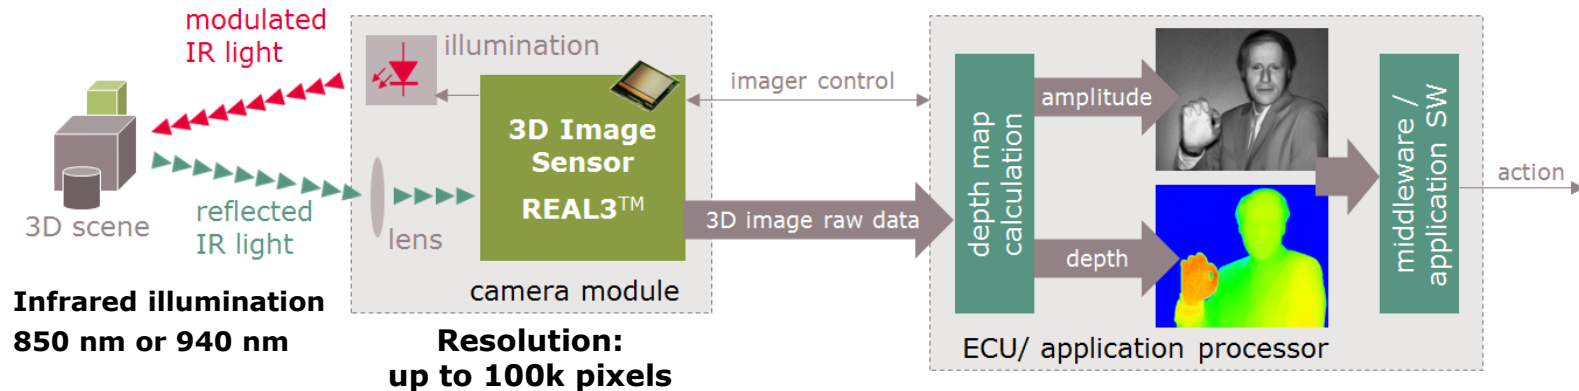 modulated
IR light
illumination
3D Image
Sensor
REAL3™
3D scene
reflected
IR light
lens
camera module
Infrared illumination
850 nm or 940 nm
Resolution:
up to 100k pixels
imager control
3D image raw data
depth map
calculation
amplitude
depth
middleware /
application SW
action
ECU/ application processor